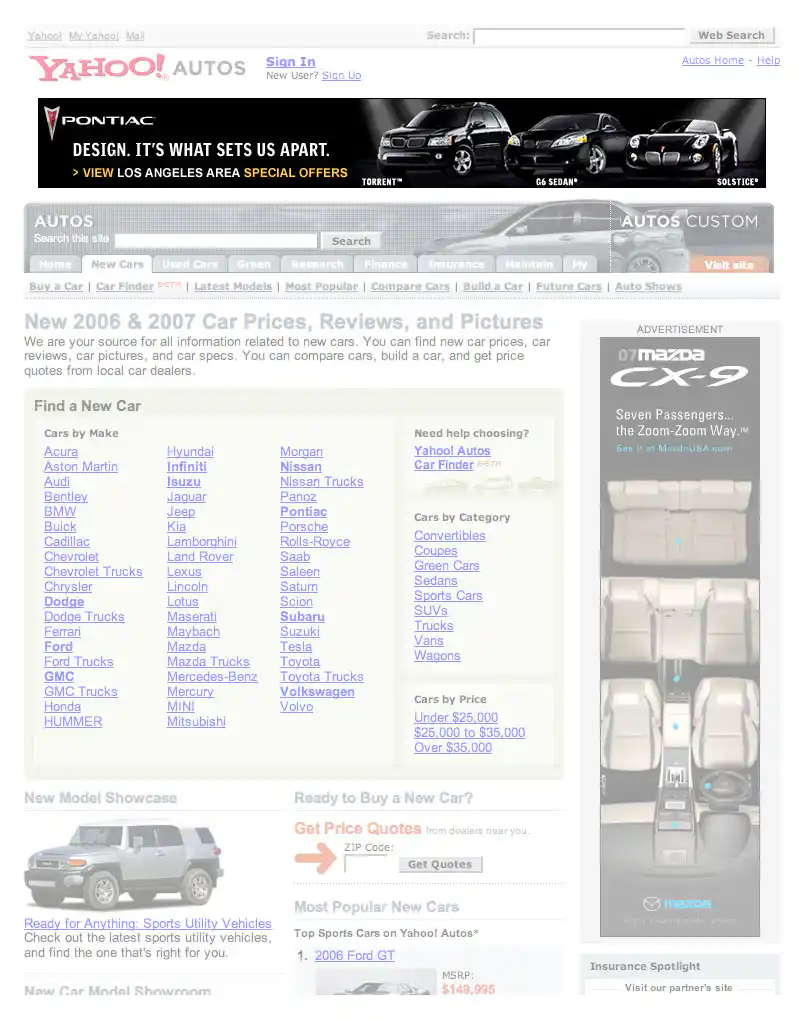 Yahoo! My Yahoo! Mail
Search: Web Search
YAHOO! AUTOS
Sign In
New User? Sign Up
Autos Home - Help
PONTIAC
DESIGN. IT'S WHAT SETS US APART.
> VIEW LOS ANGELES AREA SPECIAL OFFERS
TORRENT™ G6 SEDAN® SOLSTICE®
AUTOS
Search this site Search
AUTOS CUSTOM
Visit site
Home New Cars Used Cars Green Research Finance Insurance Maintain My
Buy a Car | Car Finder BETA | Latest Models | Most Popular | Compare Cars | Build a Car | Future Cars | Auto Shows
New 2006 & 2007 Car Prices, Reviews, and Pictures
We are your source for all information related to new cars. You can find new car prices, car
reviews, car pictures, and car specs. You can compare cars, build a car, and get price
quotes from local car dealers.
Find a New Car
Cars by Make
Acura
Aston Martin
Audi
Bentley
BMW
Buick
Cadillac
Chevrolet
Chevrolet Trucks
Chrysler
Dodge
Dodge Trucks
Ferrari
Ford
Ford Trucks
GMC
GMC Trucks
Honda
HUMMER
Hyundai
Infiniti
Isuzu
Jaguar
Jeep
Kia
Lamborghini
Land Rover
Lexus
Lincoln
Lotus
Maserati
Maybach
Mazda
Mazda Trucks
Mercedes-Benz
Mercury
MINI
Mitsubishi
Morgan
Nissan
Nissan Trucks
Panoz
Pontiac
Porsche
Rolls-Royce
Saab
Saleen
Saturn
Scion
Subaru
Suzuki
Tesla
Toyota
Toyota Trucks
Volkswagen
Volvo
Need help choosing?
Yahoo! Autos
Car Finder BETA
Cars by Category
Convertibles
Coupes
Green Cars
Sedans
Sports Cars
SUVs
Trucks
Vans
Wagons
Cars by Price
Under $25,000
$25,000 to $35,000
Over $35,000
ADVERTISEMENT
07 mazda
CX-9
Seven Passengers...
the Zoom-Zoom Way.™
See it at MazdaUSA.com
mazda
New Model Showcase
Ready for Anything: Sports Utility Vehicles
Check out the latest sports utility vehicles,
and find the one that's right for you.
New Car Model Showroom
Ready to Buy a New Car?
Get Price Quotes from dealers near you.
ZIP Code:
Get Quotes
Most Popular New Cars
Top Sports Cars on Yahoo! Autos*
1. 2006 Ford GT
MSRP:
$149,995
Insurance Spotlight
Visit our partner's site